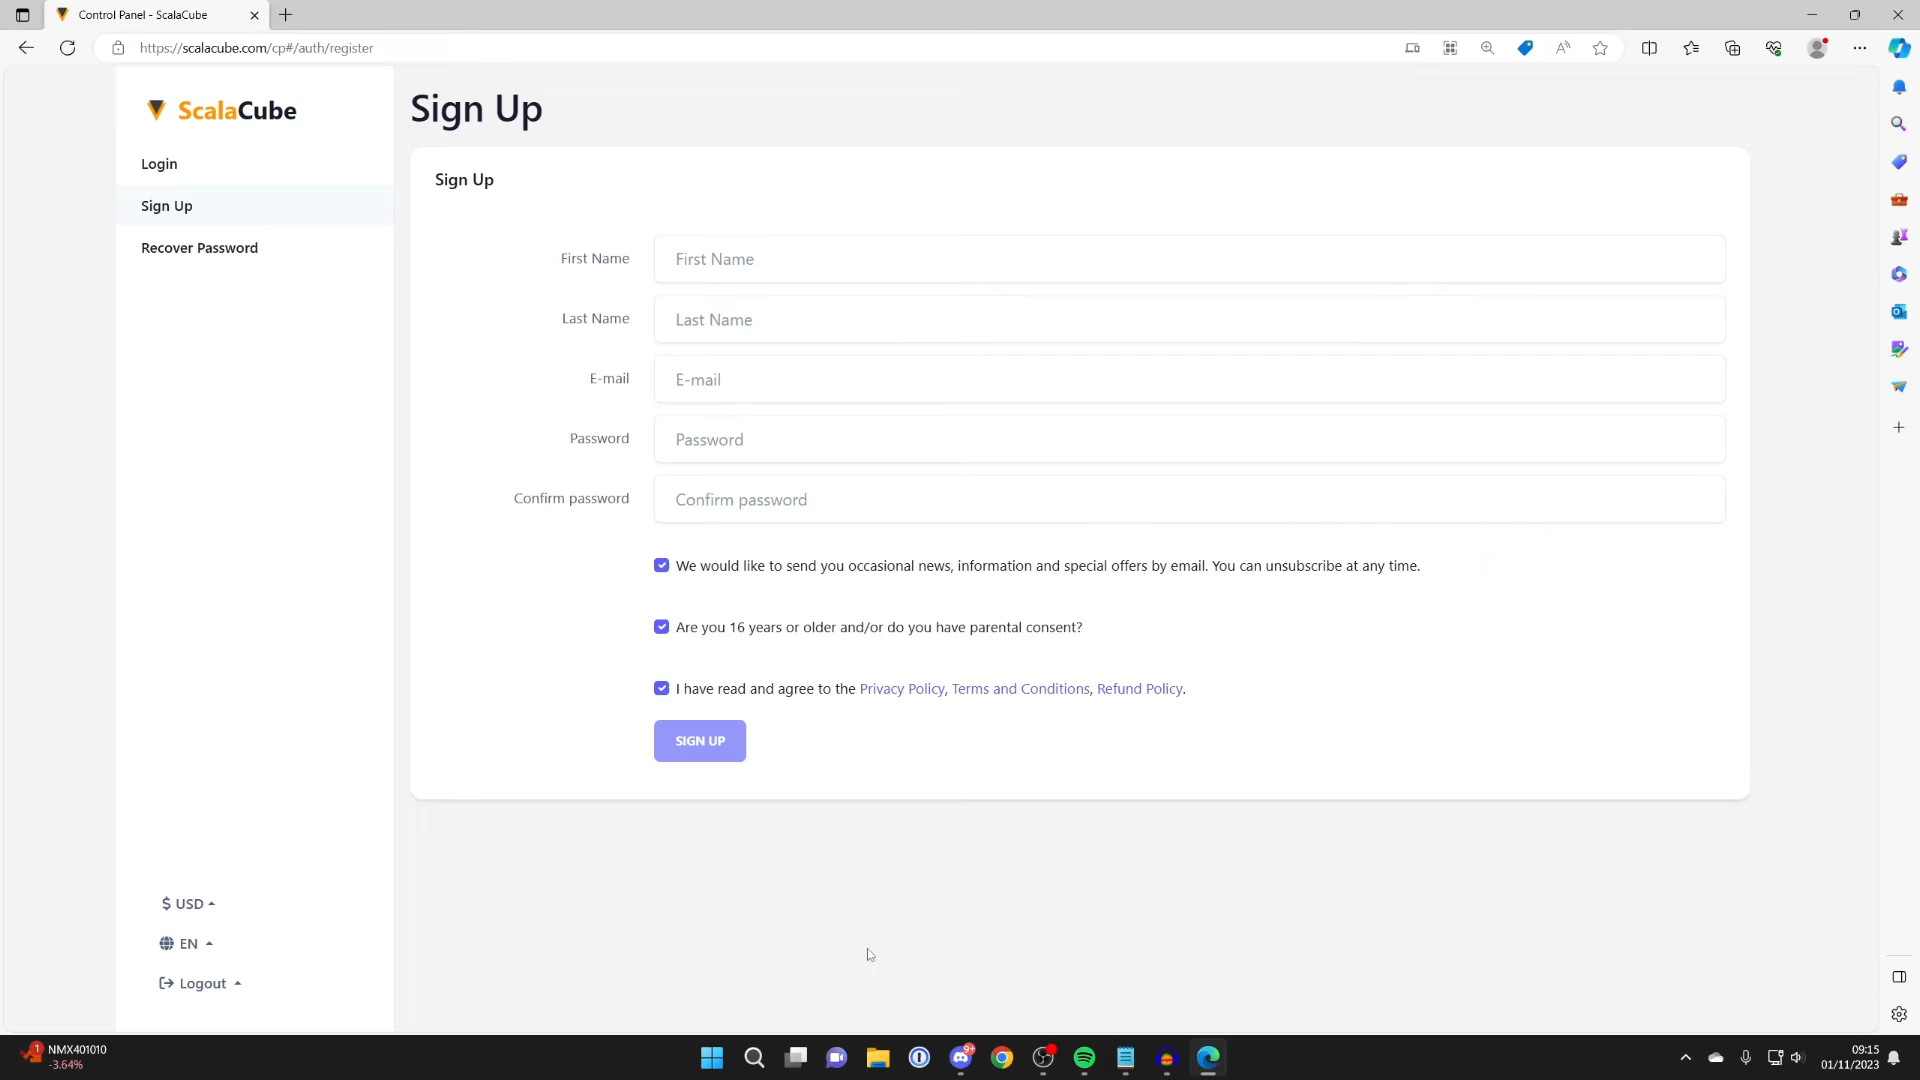 Control Panel - ScalaCube
https://scalacube.com/cp#/auth/register
ScalaCube
Login
Sign Up
Recover Password
$ USD
EN
Logout
Sign Up
Sign Up
First Name
First Name
Last Name
Last Name
E-mail
E-mail
Password
Password
Confirm password
Confirm password
We would like to send you occasional news, information and special offers by email. You can unsubscribe at any time.
Are you 16 years or older and/or do you have parental consent?
I have read and agree to the Privacy Policy, Terms and Conditions, Refund Policy.
SIGN UP
1
NMX401010
-3.64%
9+
09:15
01/11/2023